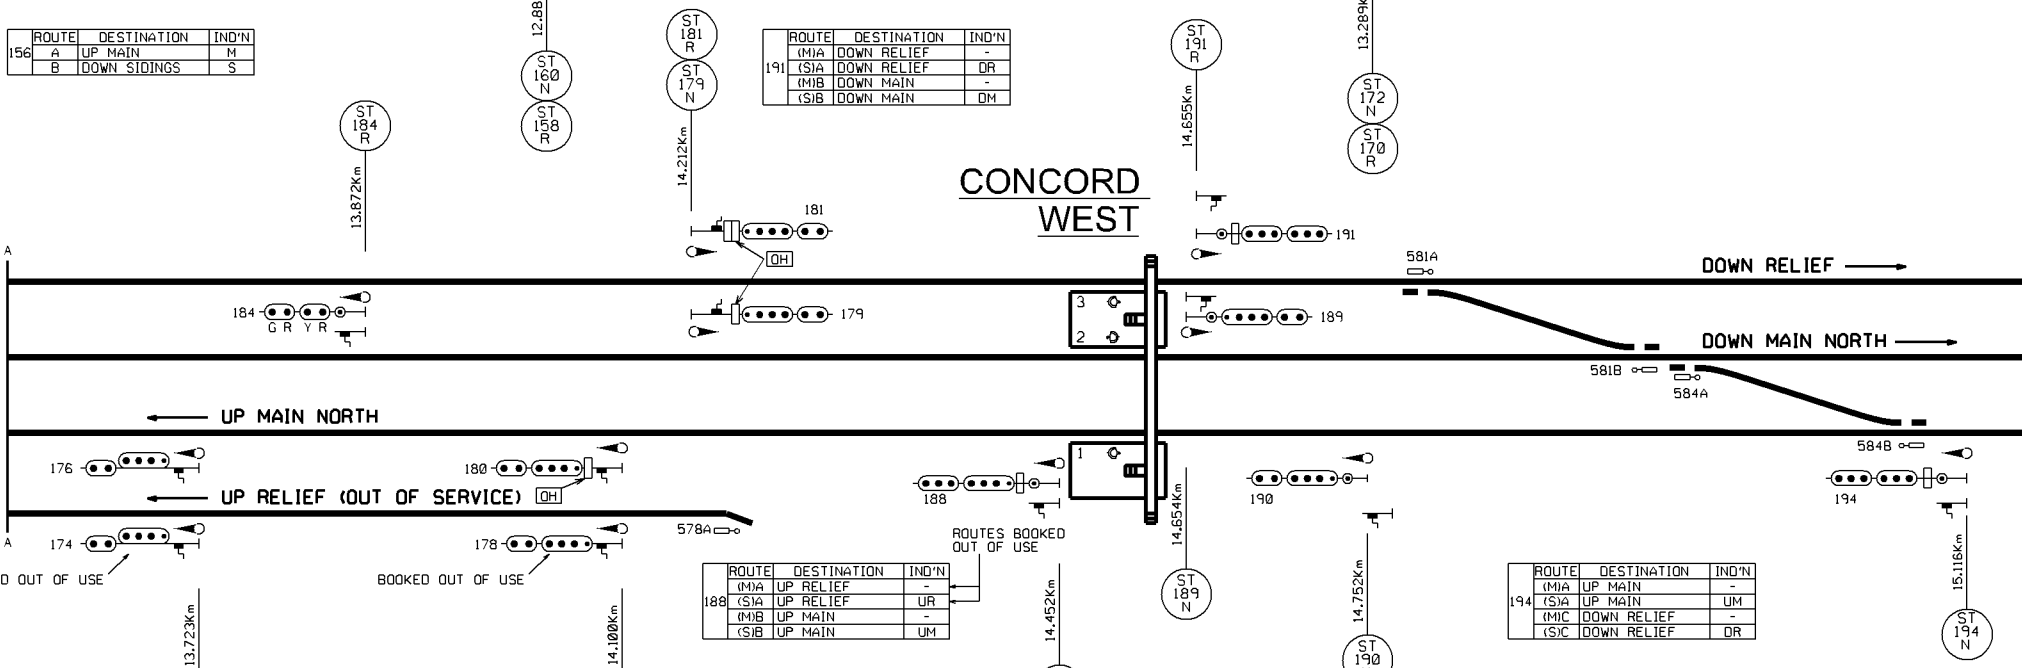 156
ROUTE DESTINATION IND'N
A UP MAIN M
B DOWN SIDINGS S
12.88
ST 160 N
ST 158 R
ST 184 R
13.872Km
ST 181 R
ST 179 N
14.212Km
191
ROUTE DESTINATION IND'N
(M)A DOWN RELIEF -
(S)A DOWN RELIEF DR
(M)B DOWN MAIN -
(S)B DOWN MAIN DM
ST 191 R
14.655Km
13.289K
ST 172 N
ST 170 R
CONCORD
WEST
A
181
OH
179
184
G R Y R
3
2
191
189
581A
DOWN RELIEF
DOWN MAIN NORTH
581B
584A
UP MAIN NORTH
176
180
OH
UP RELIEF (OUT OF SERVICE)
188
1
190
584B
194
A
174
178
578A
D OUT OF USE
BOOKED OUT OF USE
ROUTES BOOKED
OUT OF USE
13.723Km
14.100Km
188
ROUTE DESTINATION IND'N
(M)A UP RELIEF -
(S)A UP RELIEF UR
(M)B UP MAIN -
(S)B UP MAIN UM
14.452Km
14.654Km
ST 189 N
14.752Km
ST 190
194
ROUTE DESTINATION IND'N
(M)A UP MAIN -
(S)A UP MAIN UM
(M)C DOWN RELIEF -
(S)C DOWN RELIEF DR
15.116Km
ST 194 N